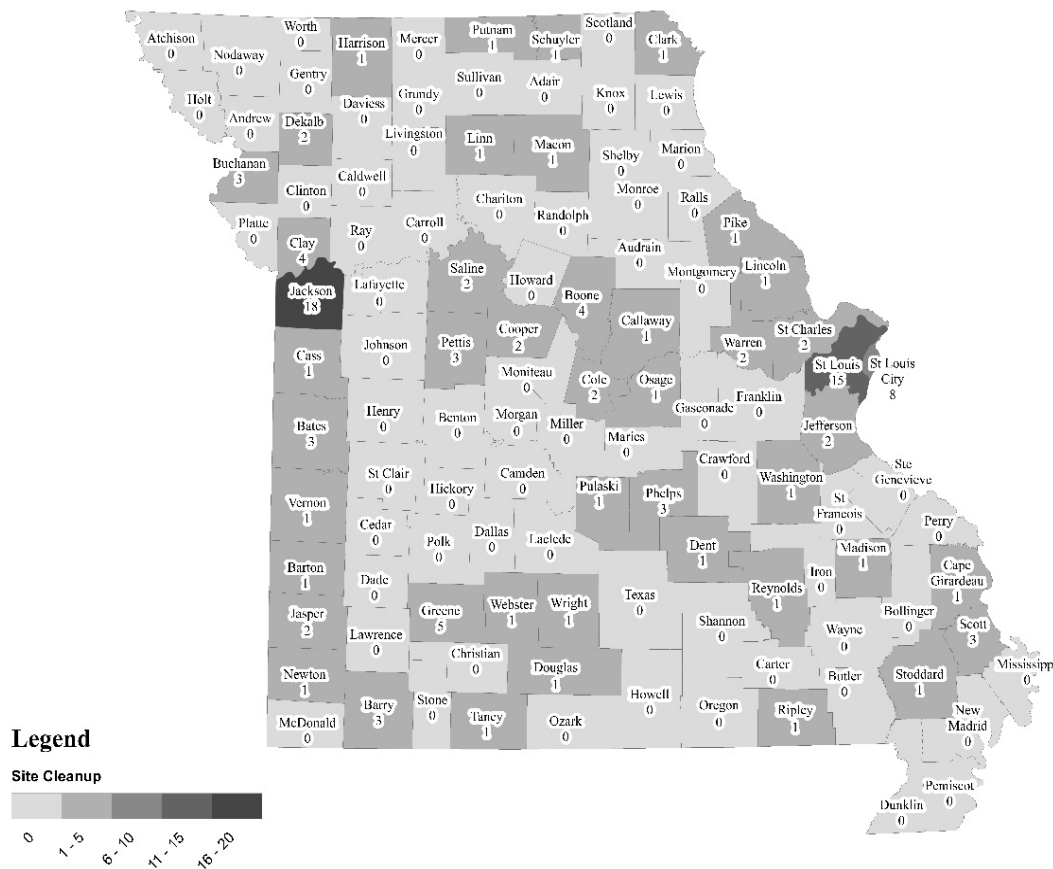 Atchison
0
Nodaway
0
Worth
0
Gentry
0
Harrison
1
Mercer
0
Putnam
1
Schuyler
1
Scotland
0
Clark
1
Sullivan
0
Adair
0
Knox
0
Lewis
0
Grundy
0
Daviess
0
Holt
0
Andrew
0
Dekalb
2
Livingston
0
Linn
1
Macon
1
Shelby
0
Marion
0
Buchanan
3
Clinton
0
Caldwell
0
Chariton
0
Randolph
0
Monroe
0
Ralls
0
Platte
0
Clay
4
Ray
0
Carroll
0
Pike
1
Audrain
0
Saline
2
Howard
0
Boone
4
Montgomery
0
Lincoln
1
Jackson
18
Lafayette
0
Callaway
1
Cooper
2
Warren
2
St Charles
2
Cass
1
Johnson
0
Pettis
3
Moniteau
0
St Louis
15
St Louis
City
8
Cole
2
Osage
1
Gasconade
0
Franklin
0
Jefferson
2
Bates
3
Henry
0
Benton
0
Morgan
0
Miller
0
Maries
0
Crawford
0
Washington
1
Ste
Genevieve
0
St Clair
0
Hickory
0
Camden
0
Pulaski
1
Phelps
3
St
Francois
0
Perry
0
Vernon
1
Cedar
0
Polk
0
Dallas
0
Laclede
0
Dent
1
Iron
0
Madison
1
Cape
Girardeau
1
Barton
1
Dade
0
Greene
5
Webster
1
Wright
1
Texas
0
Reynolds
1
Bollinger
0
Jasper
2
Lawrence
0
Shannon
0
Wayne
0
Scott
3
Christian
0
Douglas
1
Carter
0
Butler
0
Stoddard
1
Mississipp
0
Newton
1
Barry
3
Stone
0
Taney
1
Ozark
0
Howell
0
Oregon
0
Ripley
1
New
Madrid
0
McDonald
0
Pemiscot
0
Dunklin
0
Legend
Site Cleanup
0
1 - 5
6 - 10
11 - 15
16 - 20